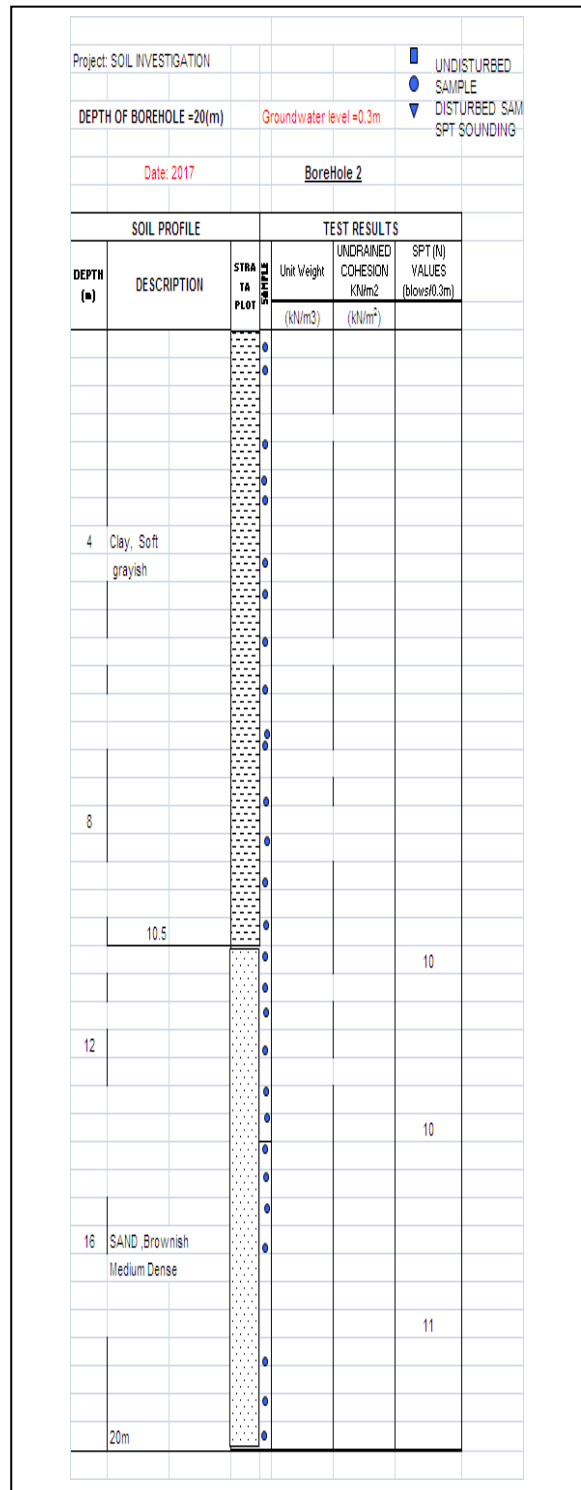 Project: SOIL INVESTIGATION
UNDISTURBED
SAMPLE
DEPTH OF BOREHOLE =20(m) Groundwater level =0.3m
DISTURBED SAM
SPT SOUNDING
Date: 2017 BoreHole 2
SOIL PROFILE TEST RESULTS
DEPTH (m) DESCRIPTION STRA TA PLOT SAMPLE Unit Weight UNDRAINED COHESION KN/m2 SPT (N) VALUES (blows/0.3m)
(kN/m3) (kN/m²)
4 Clay, Soft
grayish
8
10.5
10
12
10
16 SAND ,Brownish
Medium Dense
11
20m